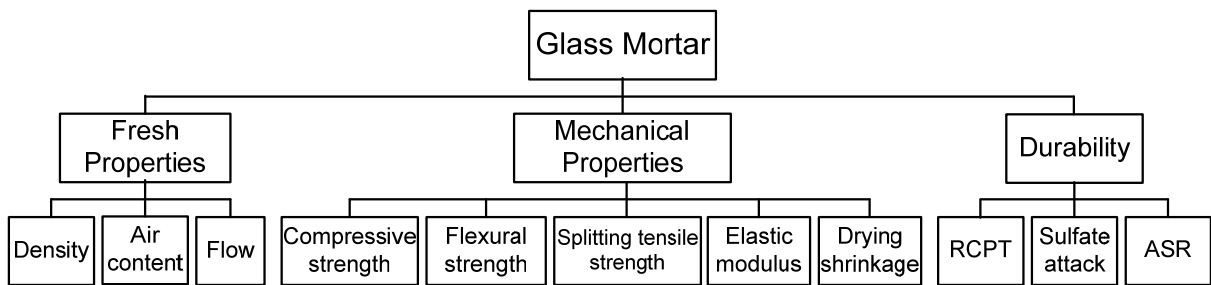 Glass Mortar
Fresh
Properties
Mechanical
Properties
Durability
Density
Air
content
Flow
Compressive
strength
Flexural
strength
Splitting tensile
strength
Elastic
modulus
Drying
shrinkage
RCPT
Sulfate
attack
ASR